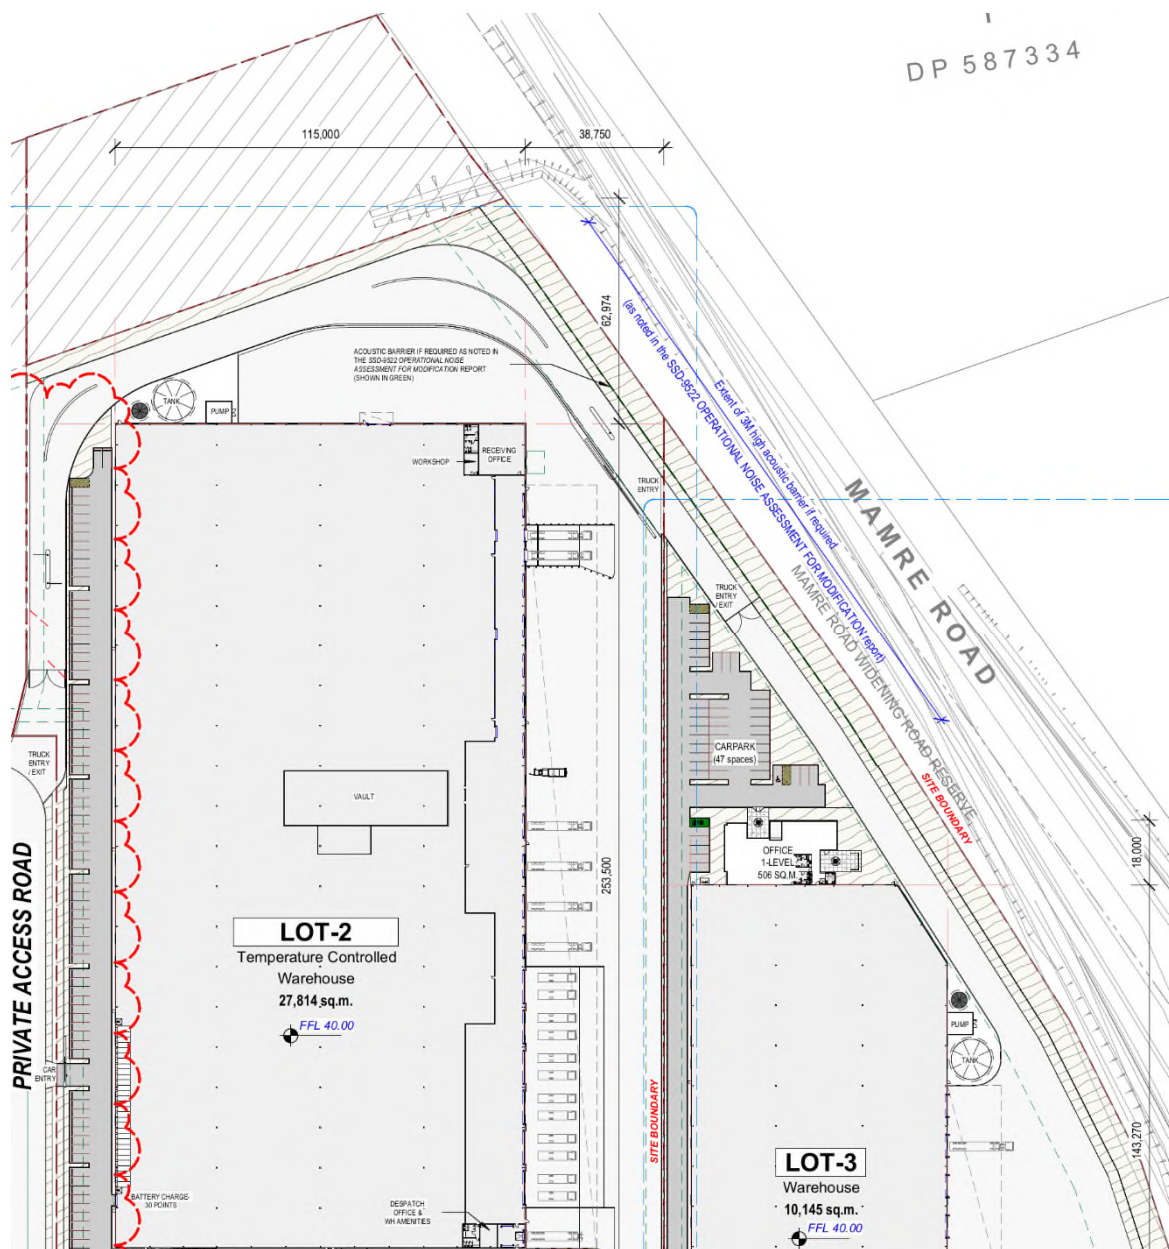 DP 587334
115,000
38,750
62,974
(as noted in the SSD-9522 OPERATIONAL NOISE ASSESSMENT FOR MODIFICATION report)
Extent of 3M high acoustic barrier if required
ACOUSTIC BARRIER IF REQUIRED AS NOTED IN
THE SSD-9522 OPERATIONAL NOISE
ASSESSMENT FOR MODIFICATION REPORT
(SHOWN IN GREEN)
TANK
PUMP
WORKSHOP
RECEIVING
OFFICE
TRUCK
ENTRY
MAMRE ROAD
MAMRE ROAD WIDENING ROAD RESERVE
TRUCK
ENTRY
/ EXIT
CARPARK
(47 spaces)
SITE BOUNDARY
TRUCK
ENTRY
/ EXIT
VAULT
OFFICE
1-LEVEL
506 SQ.M.
18,000
253,500
PRIVATE ACCESS ROAD
LOT-2
Temperature Controlled
Warehouse
27,814 sq.m.
FFL 40.00
PUMP
TANK
CAR
ENTRY
SITE BOUNDARY
143,270
LOT-3
Warehouse
10,145 sq.m.
FFL 40.00
BATTERY CHARGE-
30 POINTS
DESPATCH
OFFICE &
WH AMENITIES